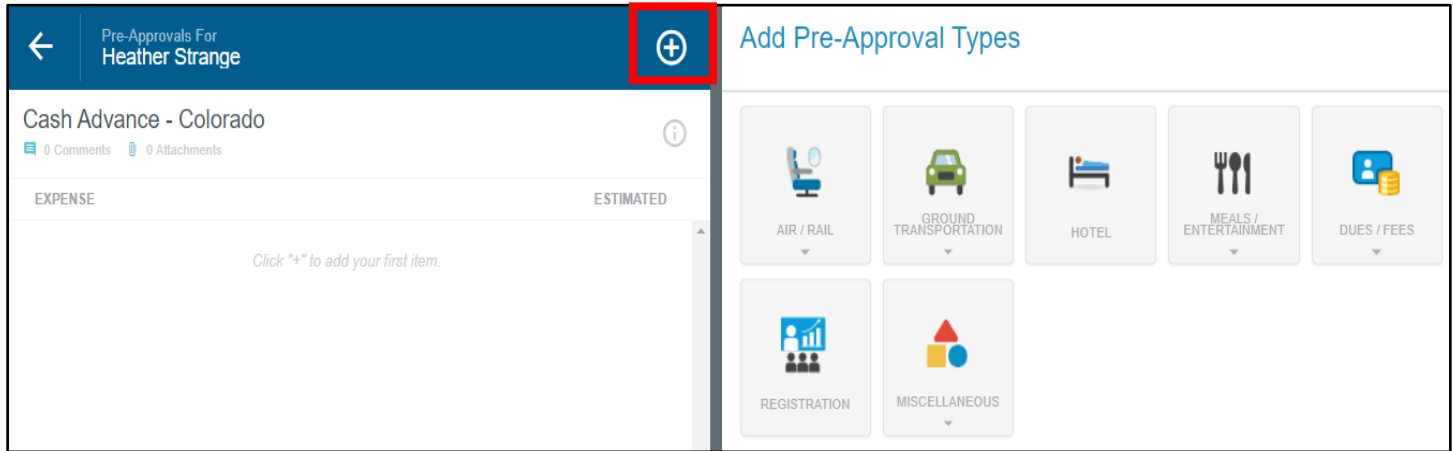 Pre-Approvals For
Heather Strange
Cash Advance - Colorado
0 Comments 0 Attachments
EXPENSE ESTIMATED
Click "+" to add your first item.
Add Pre-Approval Types
AIR / RAIL
GROUND
TRANSPORTATION
HOTEL
MEALS /
ENTERTAINMENT
DUES / FEES
REGISTRATION
MISCELLANEOUS